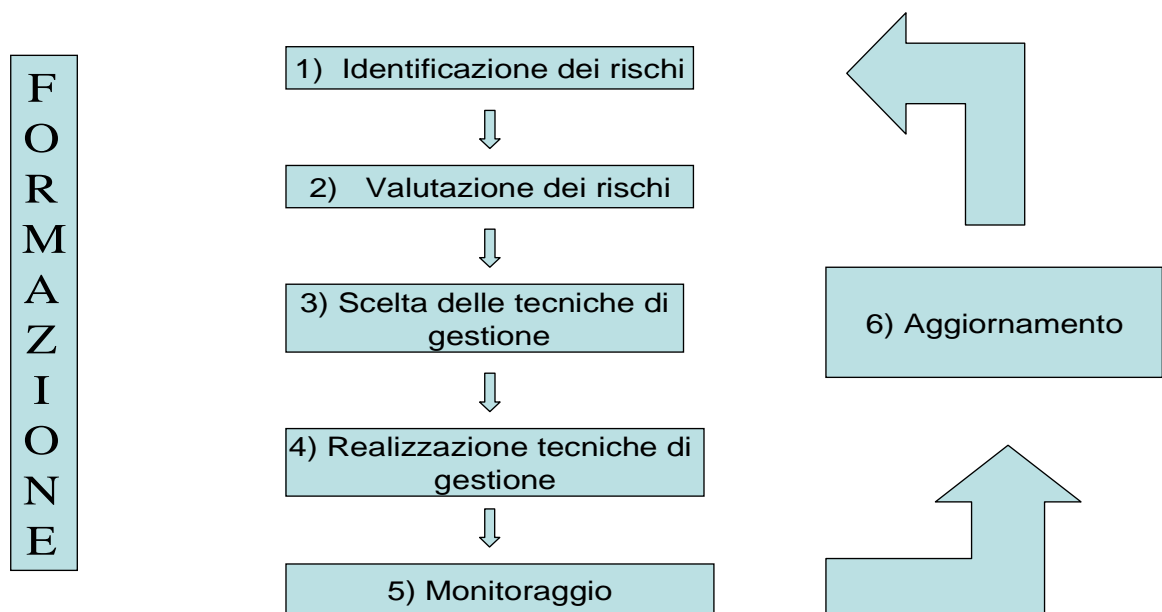 FORMAZIONE
1) Identificazione dei rischi
2) Valutazione dei rischi
3) Scelta delle tecniche di
gestione
4) Realizzazione tecniche di
gestione
5) Monitoraggio
6) Aggiornamento